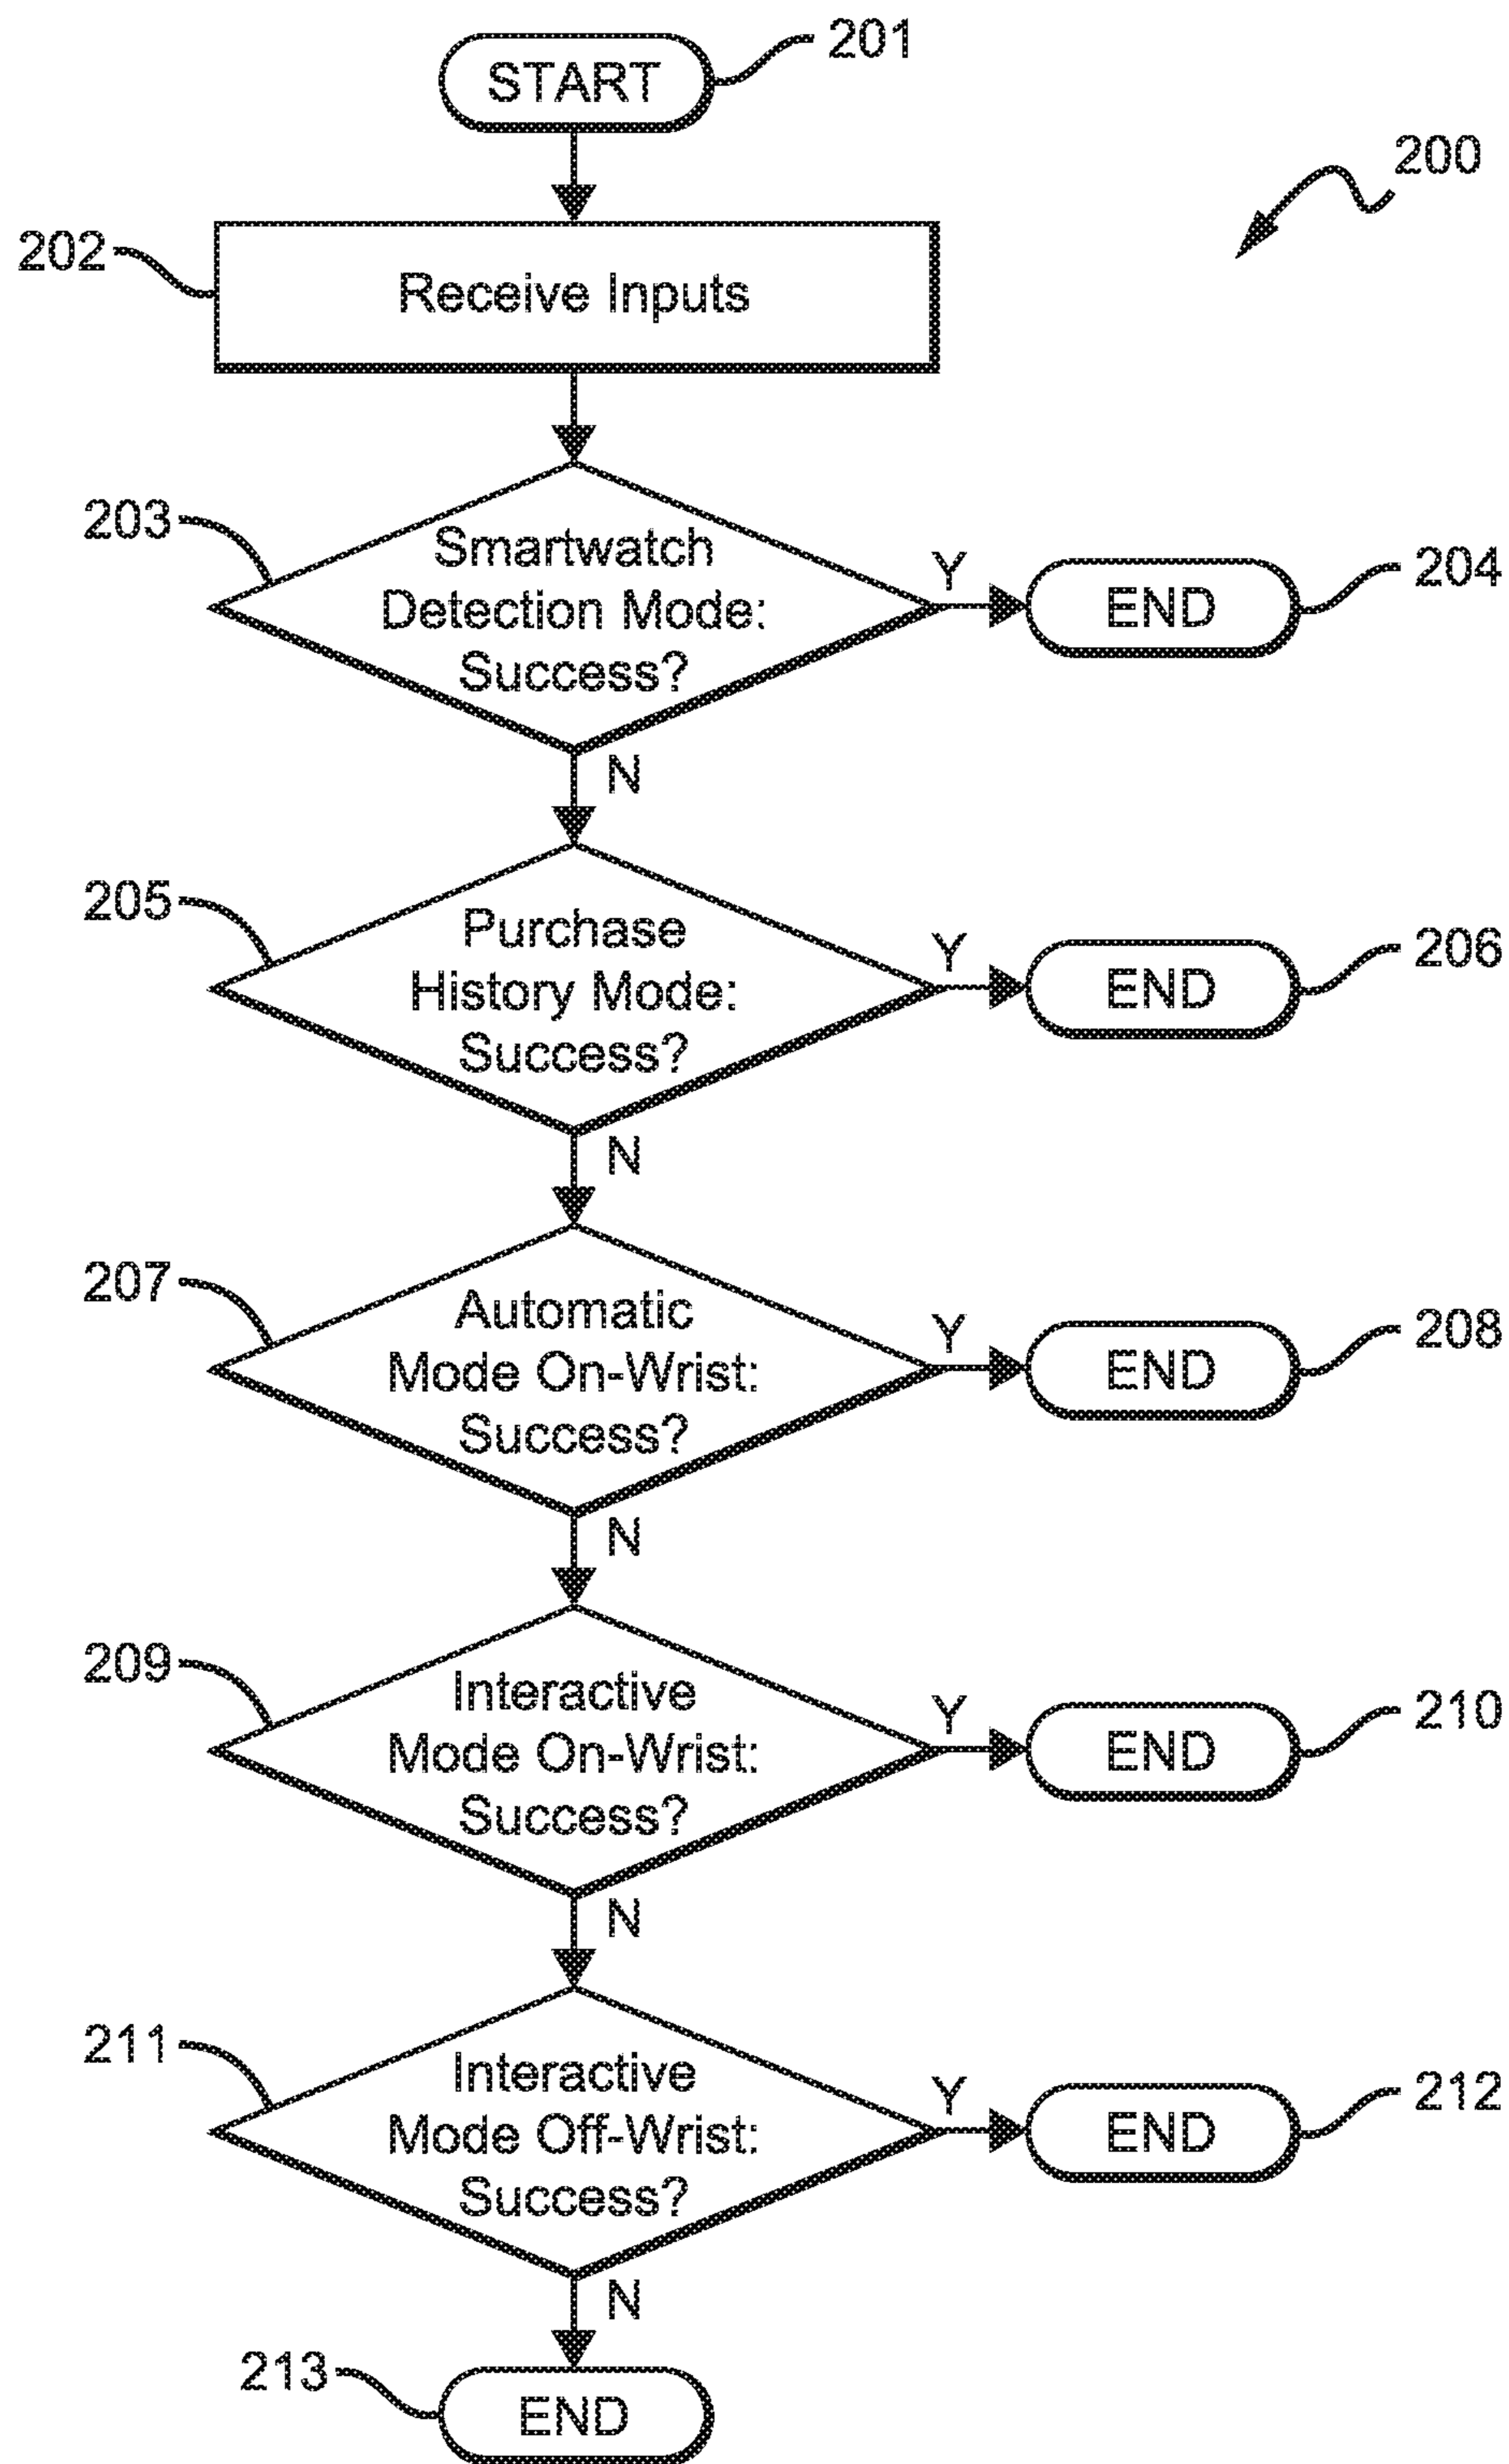 START
201
200
202
Receive Inputs
203
Smartwatch
Detection Mode:
Success?
Y
END
204
N
205
Purchase
History Mode:
Success?
Y
END
206
N
207
Automatic
Mode On-Wrist:
Success?
Y
END
208
N
209
Interactive
Mode On-Wrist:
Success?
Y
END
210
N
211
Interactive
Mode Off-Wrist:
Success?
Y
END
212
N
213
END